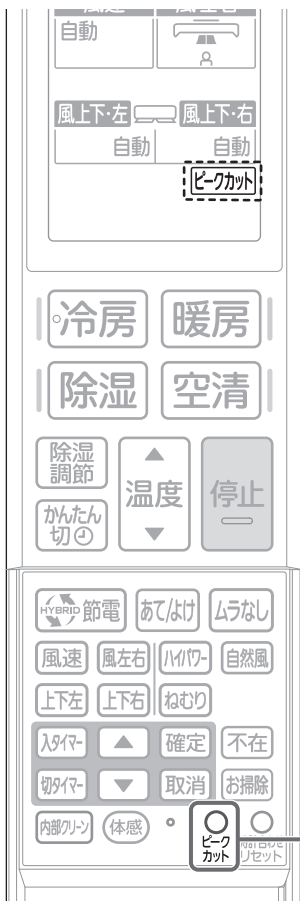 自動
風上下・左
風上下・右
自動
自動
ピークカット
冷房
暖房
除湿
空清
除湿
調節
温度
停止
かんたん
切
HYBRID 節電
あて/よけ
ムラなし
風速
風左右
ハイパワー
自然風
上下左
上下右
ねむり
入タイマー
確定
不在
切タイマー
取消
お掃除
内部クリーン
体感
ピーク
カット
リセット